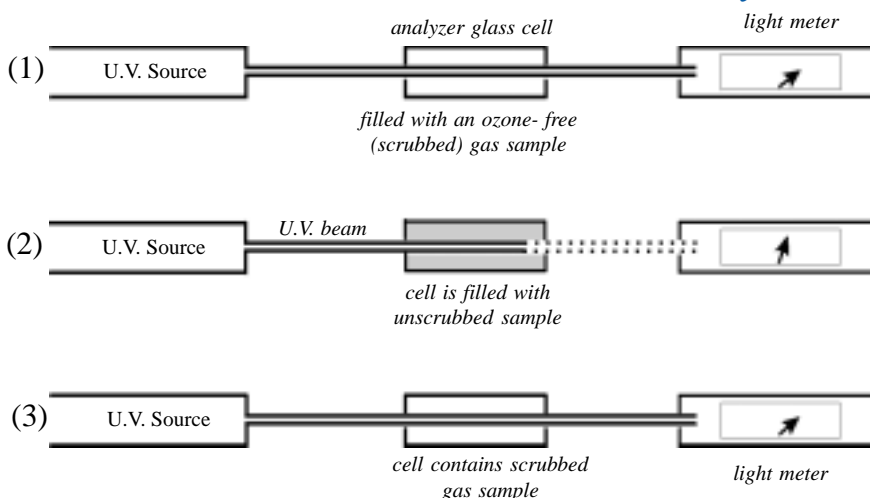 analyzer glass cell
light meter
(1)
U.V. Source
filled with an ozone- free
(scrubbed) gas sample
(2)
U.V. Source
U.V. beam
cell is filled with
unscrubbed sample
(3)
U.V. Source
cell contains scrubbed
gas sample
light meter